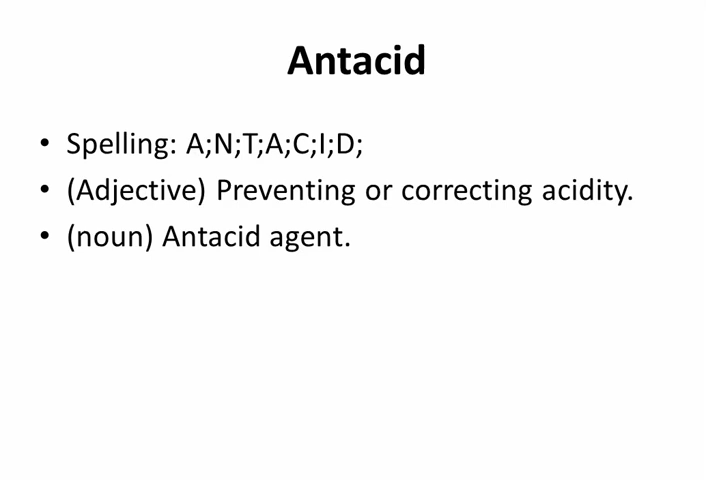 Antacid
• Spelling: A;N;T;A;C;I;D;
• (Adjective) Preventing or correcting acidity.
• (noun) Antacid agent.